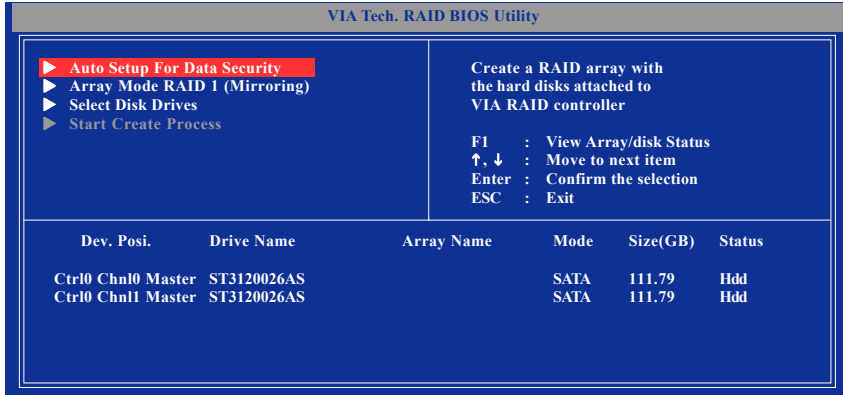 VIA Tech. RAID BIOS Utility
Auto Setup For Data Security
Array Mode RAID 1 (Mirroring)
Select Disk Drives
Start Create Process
Create a RAID array with
the hard disks attached to
VIA RAID controller
F1 : View Array/disk Status
↑, ↓ : Move to next item
Enter : Confirm the selection
ESC : Exit
Dev. Posi. Drive Name Array Name Mode Size(GB) Status
Ctrl0 Chnl0 Master ST3120026AS SATA 111.79 Hdd
Ctrl0 Chnl1 Master ST3120026AS SATA 111.79 Hdd